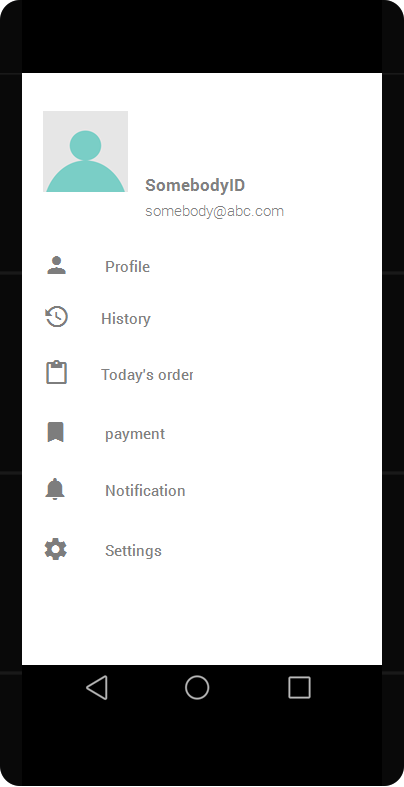 SomebodyID
somebody@abc.com
Profile
History
Today's order
payment
Notification
Settings